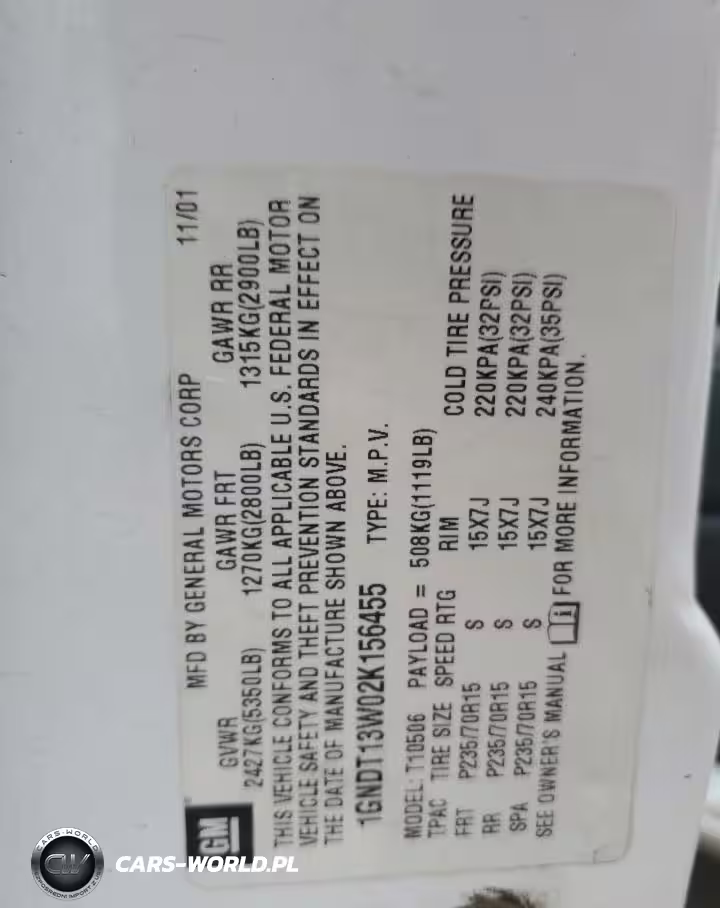 MFD BY GENERAL MOTORS CORP 11/01
GM
GVWR GAWR FRT GAWR RR
2427KG(5350LB) 1270KG(2800LB) 1315KG(2900LB)
THIS VEHICLE CONFORMS TO ALL APPLICABLE U.S. FEDERAL MOTOR
VEHICLE SAFETY AND THEFT PREVENTION STANDARDS IN EFFECT ON
THE DATE OF MANUFACTURE SHOWN ABOVE.
1GNDT13W02K156455 TYPE: M.P.V.
MODEL: T10506 PAYLOAD = 508KG(1119LB)
TPAC TIRE SIZE SPEED RTG RIM COLD TIRE PRESSURE
FRT P235/70R15 S 15X7J 220KPA(32PSI)
RR P235/70R15 S 15X7J 220KPA(32PSI)
SPA P235/70R15 S 15X7J 240KPA(35PSI)
SEE OWNER'S MANUAL FOR MORE INFORMATION.
CARS-WORLD
CW
CARS-WORLD.PL